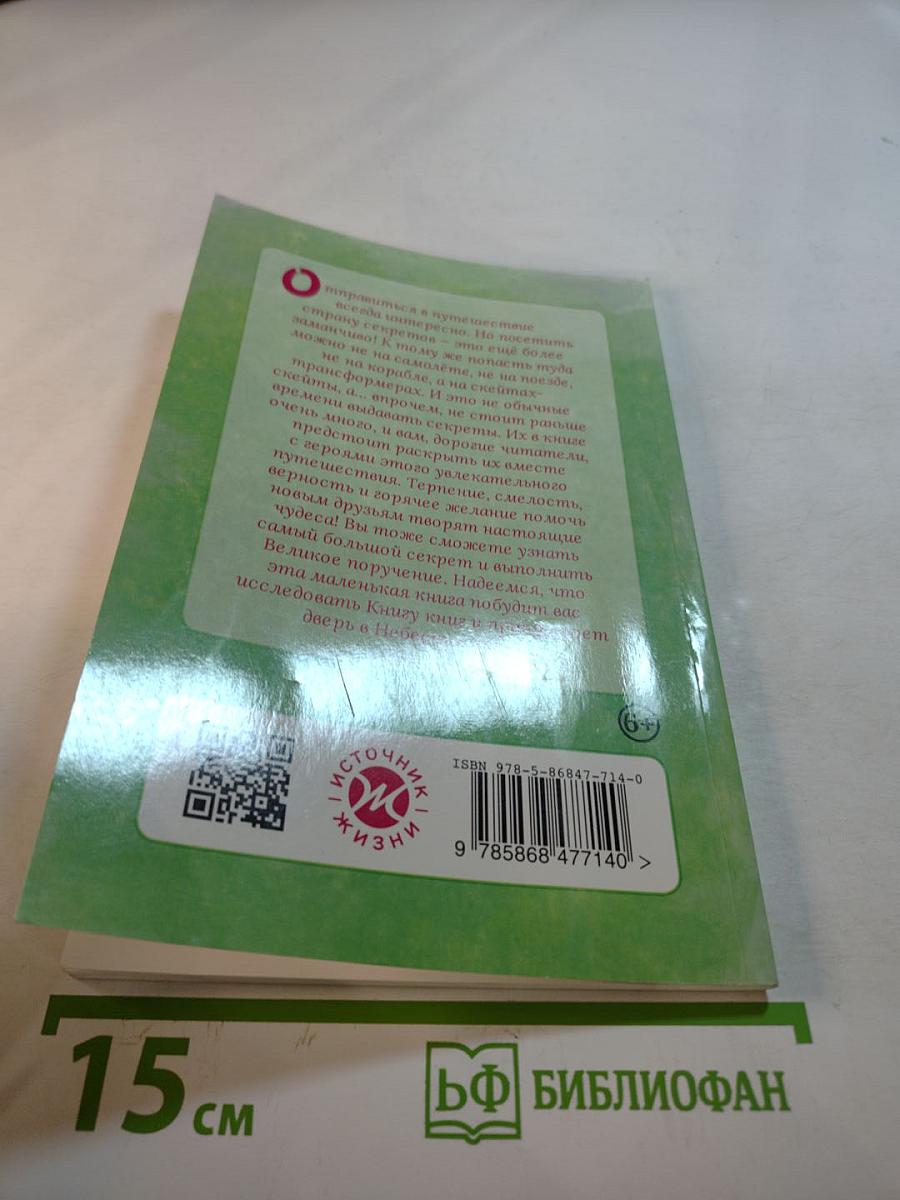 Отправиться в путешествие
всегда интересно. Но посетить
страну секретов – это ещё более
заманчиво! К тому же попасть туда
можно не на самолёте, не на поезде,
не на корабле, а на скейтах-
трансформерах. И это не обычные
скейты, а... впрочем, не стоит раньше
времени выдавать секреты. Их в книге
очень много, и вам, дорогие читатели,
предстоит раскрыть их вместе
с героями этого увлекательного
путешествия. Терпение, смелость,
верность и горячее желание помочь
новым друзьям творят настоящие
чудеса! Вы тоже сможете узнать
самый большой секрет и выполнить
Великое поручение. Надеемся, что
эта маленькая книга побудит вас
исследовать Книгу книг и
дверь в
6+
ИСТОЧНИК
ЖИЗНИ
ISBN 978-5-86847-714-0
9 785868 477140 >
15 см
БФ БИБЛИОФАН